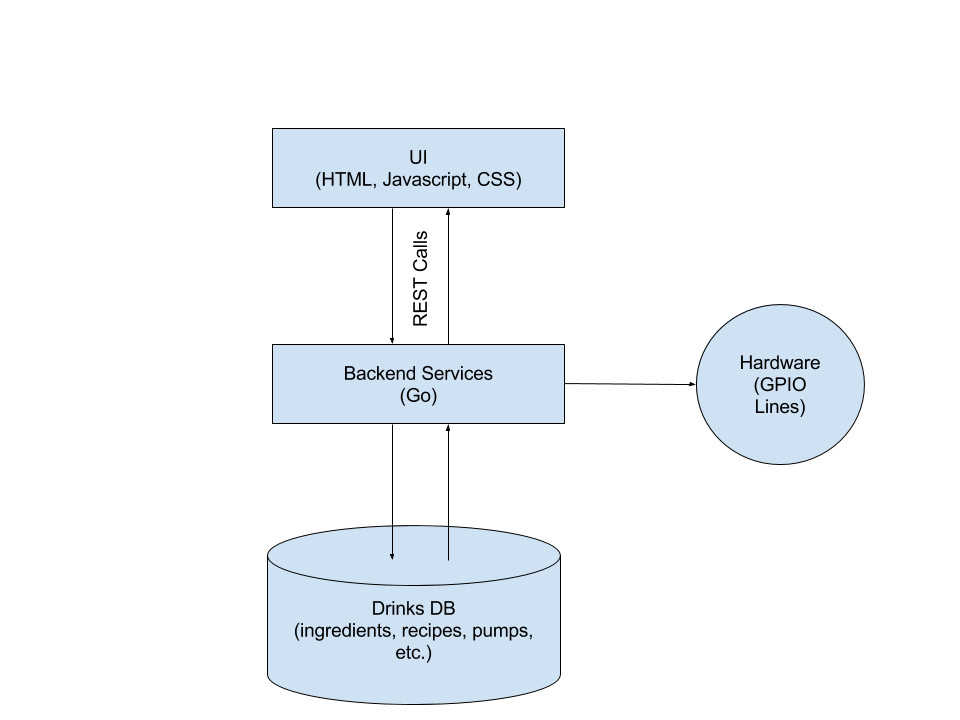 UI
(HTML, Javascript, CSS)
REST Calls
Backend Services
(Go)
Hardware
(GPIO
Lines)
Drinks DB
(ingredients, recipes, pumps,
etc.)